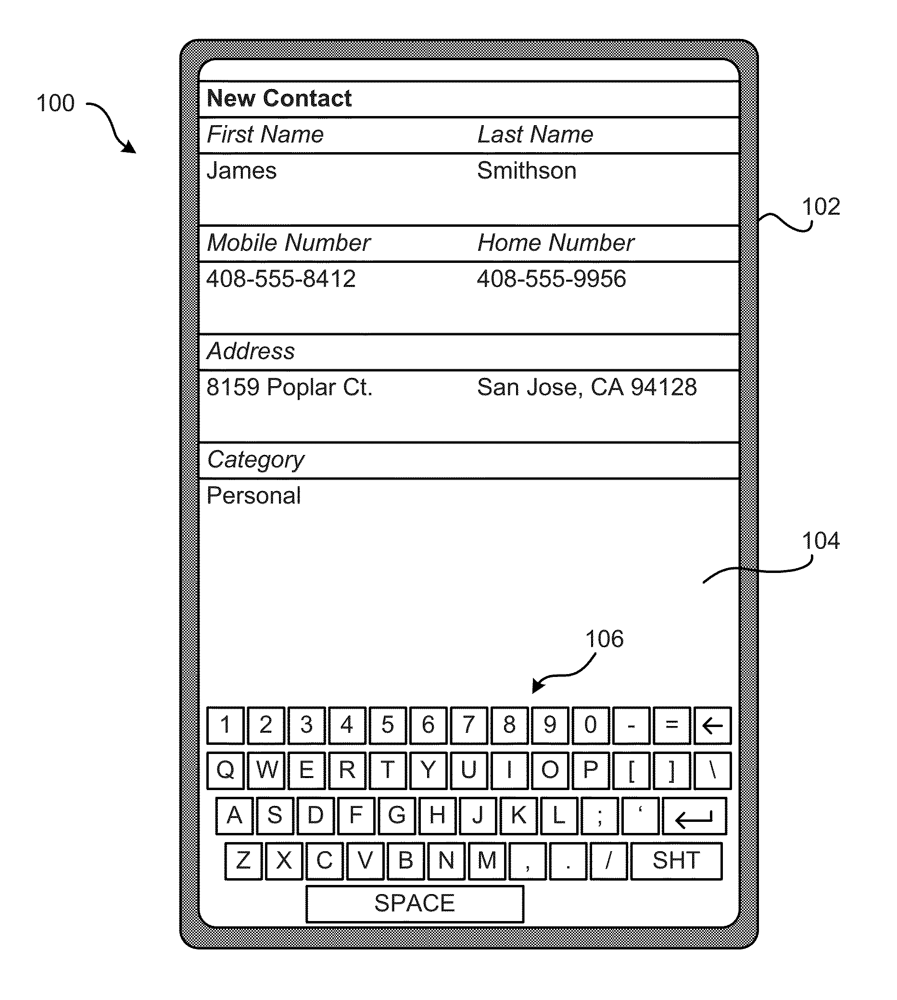 100
New Contact
First Name Last Name
James Smithson
102
Mobile Number Home Number
408-555-8412 408-555-9956
Address
8159 Poplar Ct. San Jose, CA 94128
Category
Personal
104
106
1 2 3 4 5 6 7 8 9 0 - = ←
Q W E R T Y U I O P [ ] \
A S D F G H J K L ; ‘ ↵
Z X C V B N M , . / SHT
SPACE